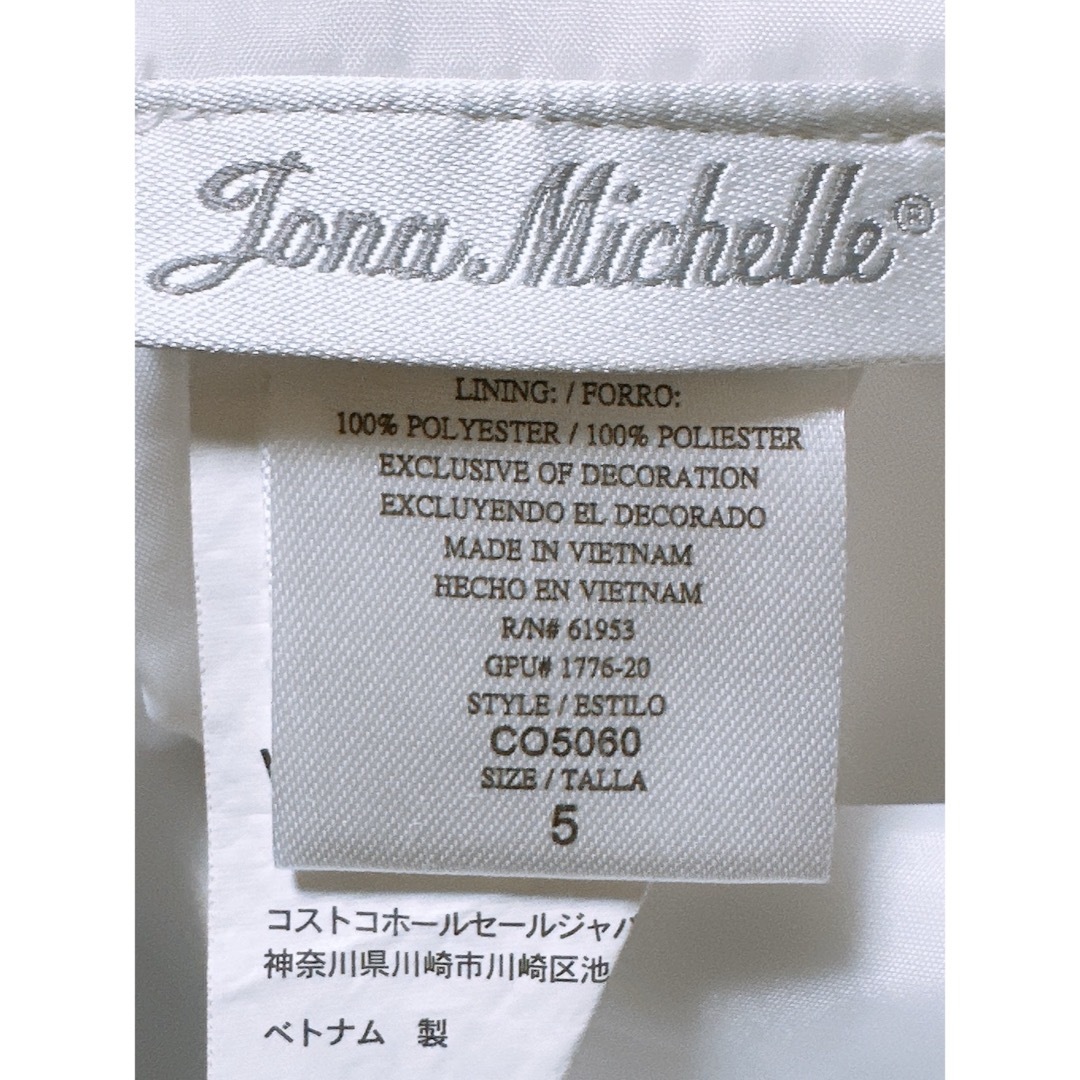 Jona Michelle®
LINING: / FORRO:
100% POLYESTER / 100% POLIESTER
EXCLUSIVE OF DECORATION
EXCLUYENDO EL DECORADO
MADE IN VIETNAM
HECHO EN VIETNAM
R/N# 61953
GPU# 1776-20
STYLE / ESTILO
CO5060
SIZE / TALLA
5
コストコホールセールジャパ
神奈川県川崎市川崎区池
ベトナム 製